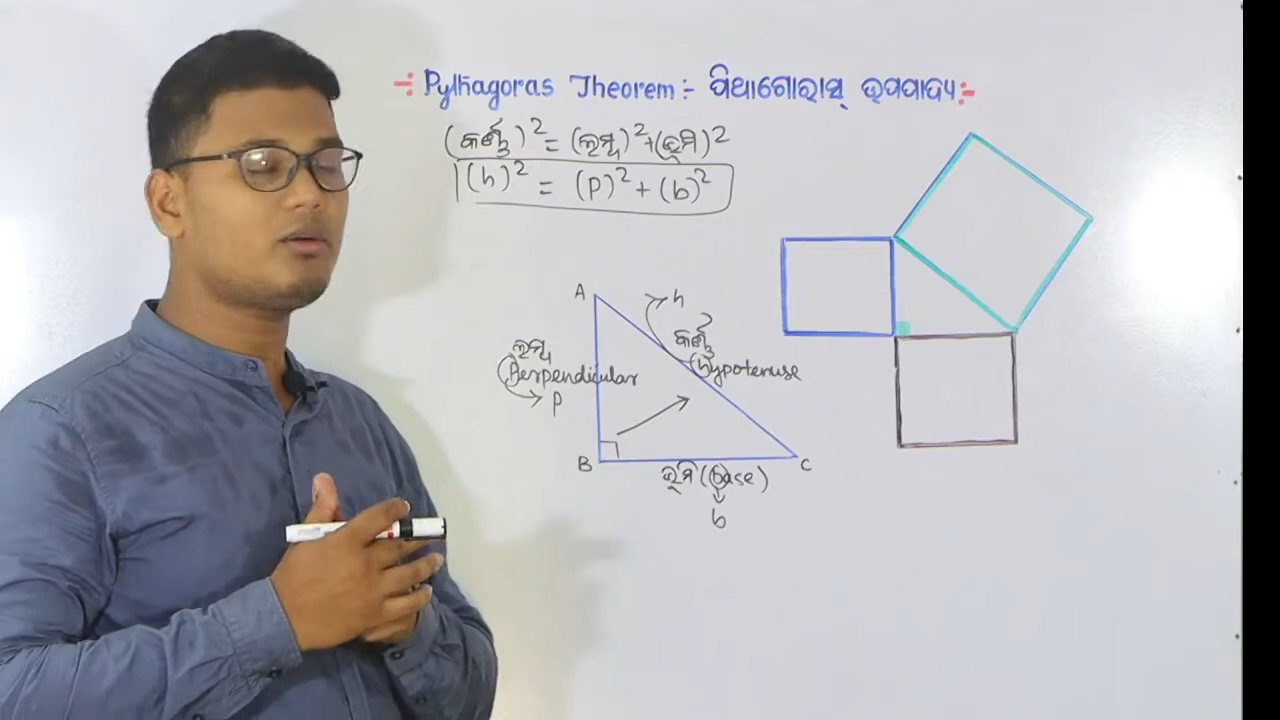 -: Pythagoras Theorem:- ପିଥାଗୋରାସ୍ ଉପପାଦ୍ୟ:-
(କର୍ଣ୍ଣ)² = (ଲମ୍ବ)²+(ଭୂମି)²
(h)² = (p)² + (b)²
A
h
କର୍ଣ୍ଣ
ଲମ୍ବ
Perpendicular
hypotenuse
p
B
C
ଭୂମି (base)
b